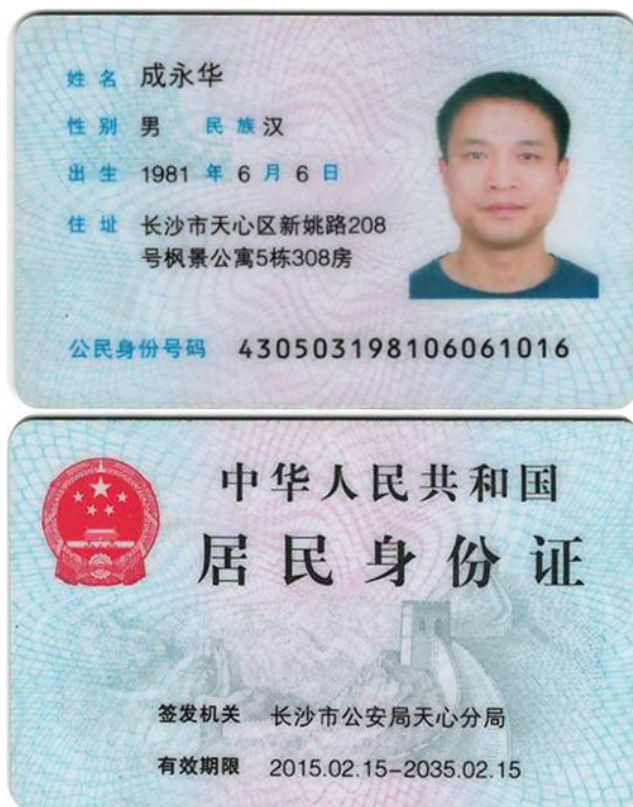 姓名 成永华
性别 男 民族 汉
出生 1981 年 6 月 6 日
住址 长沙市天心区新姚路208
号枫景公寓5栋308房
公民身份号码 430503198106061016
中华人民共和国
居民身份证
签发机关 长沙市公安局天心分局
有效期限 2015.02.15-2035.02.15